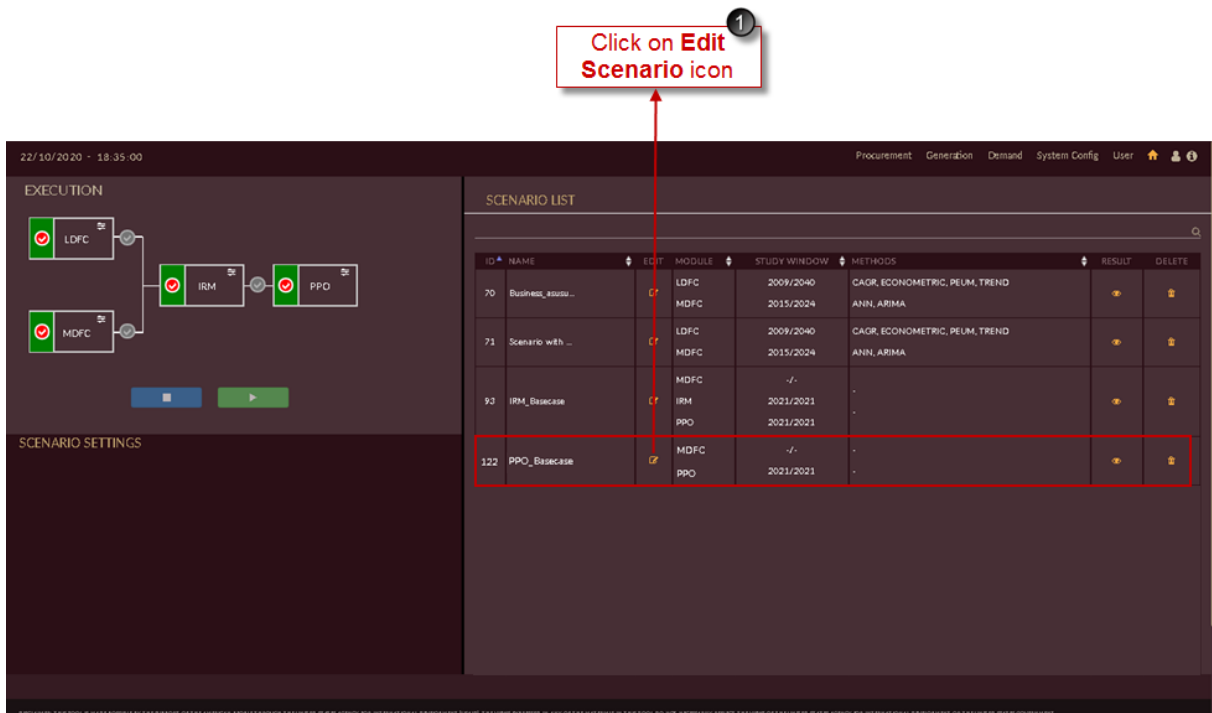 1
Click on Edit
Scenario icon
22/10/2020 - 18:35:00
Procurement Generation Demand System Config User
EXECUTION
LDFC
IRM
PPO
MDFC
SCENARIO SETTINGS
SCENARIO LIST
ID NAME EDIT MODULE STUDY WINDOW METHODS RESULT DELETE
70 Business_asusu... LDFC 2009/2040 CAGR, ECONOMETRIC, PEUM, TREND
MDFC 2015/2024 ANN, ARIMA
71 Scenario with ... LDFC 2009/2040 CAGR, ECONOMETRIC, PEUM, TREND
MDFC 2015/2024 ANN, ARIMA
93 IRM_Basecase MDFC -/- -
IRM 2021/2021
PPO 2021/2021 -
122 PPO_Basecase MDFC -/- -
PPO 2021/2021 -